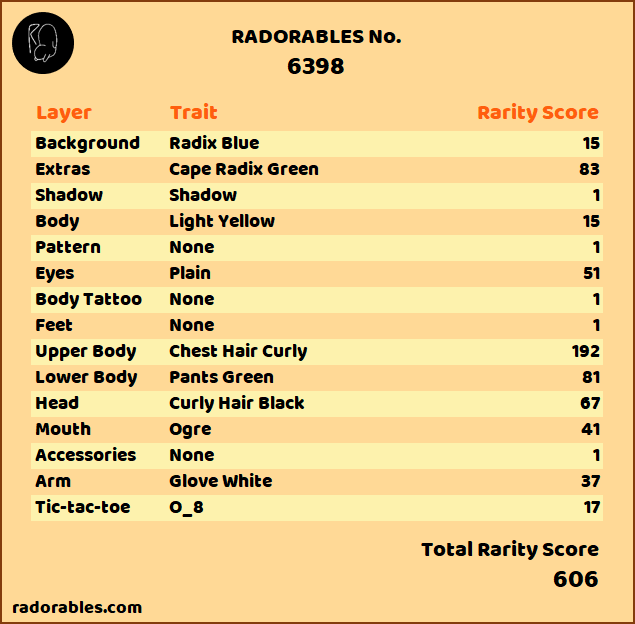 RADORABLES No.
6398
Layer Trait Rarity Score
Background Radix Blue 15
Extras Cape Radix Green 83
Shadow Shadow 1
Body Light Yellow 15
Pattern None 1
Eyes Plain 51
Body Tattoo None 1
Feet None 1
Upper Body Chest Hair Curly 192
Lower Body Pants Green 81
Head Curly Hair Black 67
Mouth Ogre 41
Accessories None 1
Arm Glove White 37
Tic-tac-toe O_8 17
Total Rarity Score
606
radorables.com